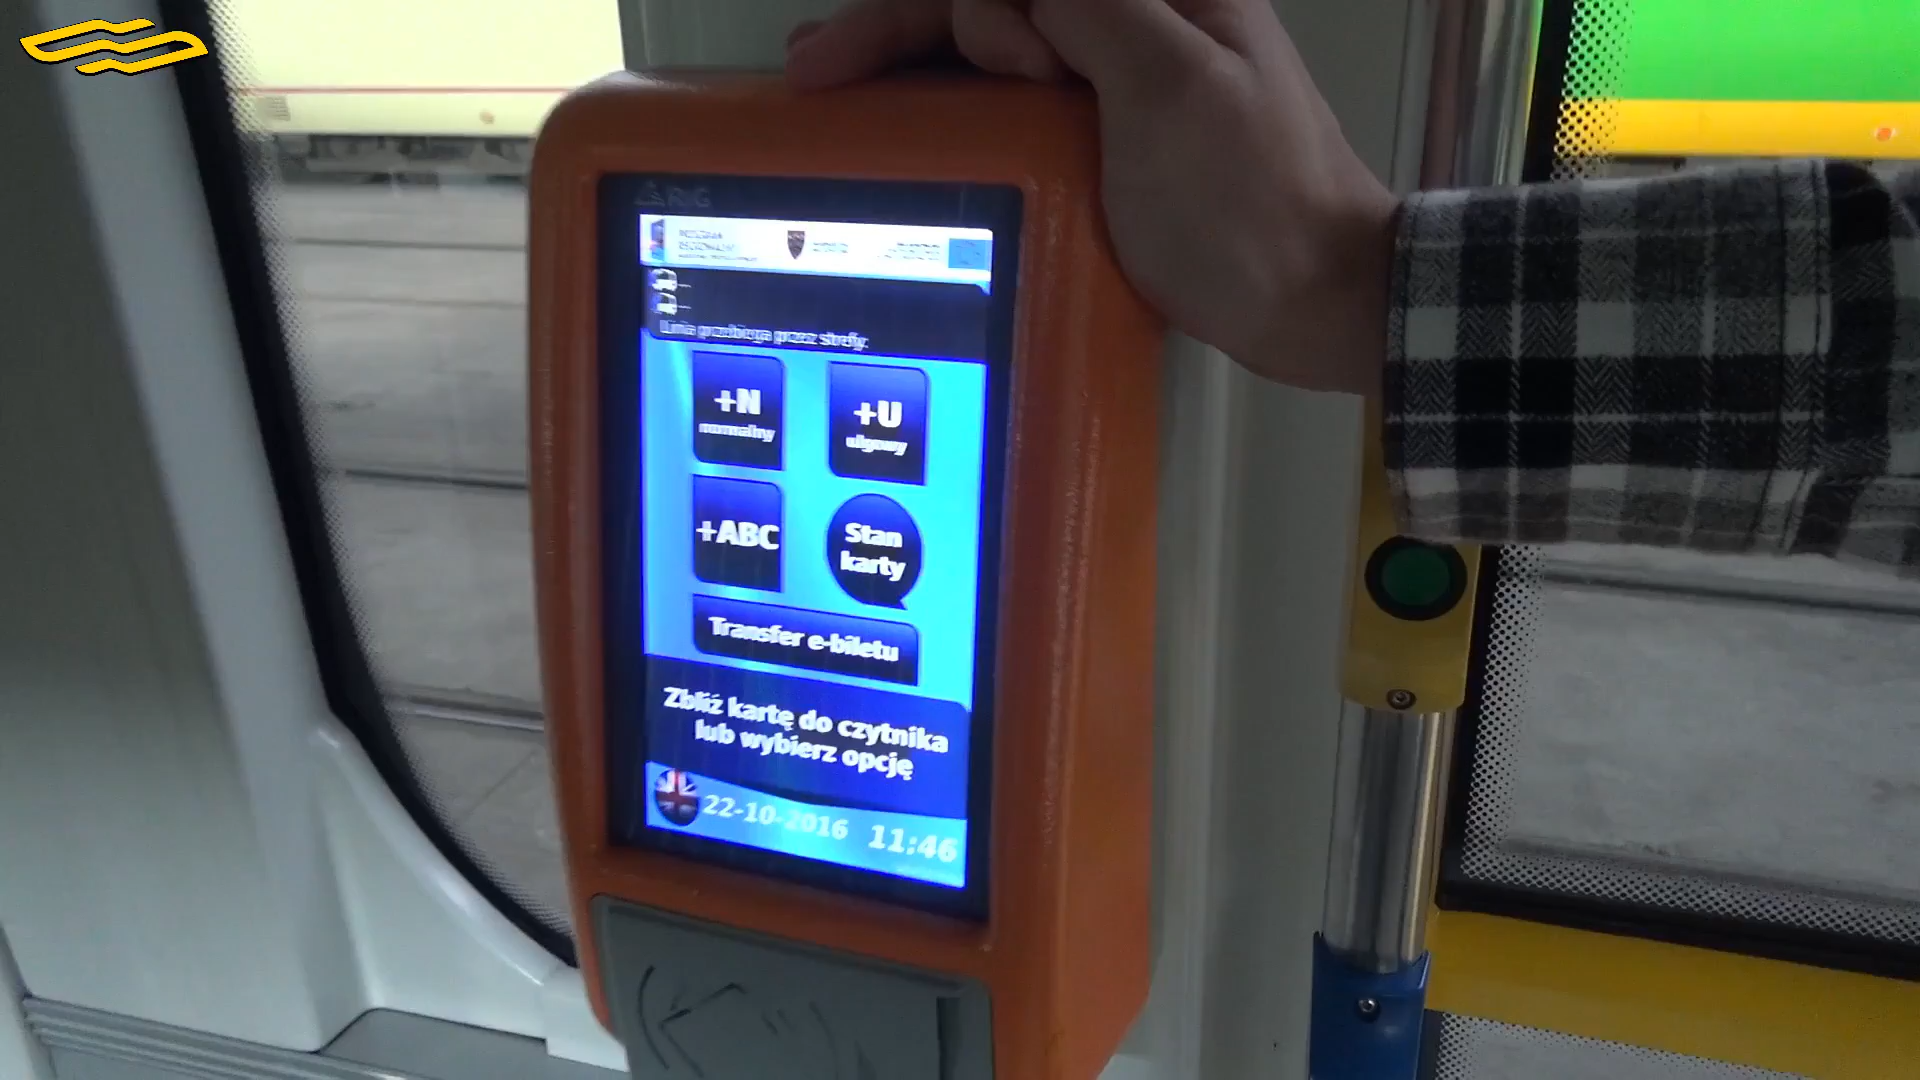 R&G
Linia przebiega przez strefy:
+N
normalny
+U
ulgowy
+ABC
Stan
karty
Transfer e-biletu
Zbliż kartę do czytnika
lub wybierz opcję
22-10-2016 11:46